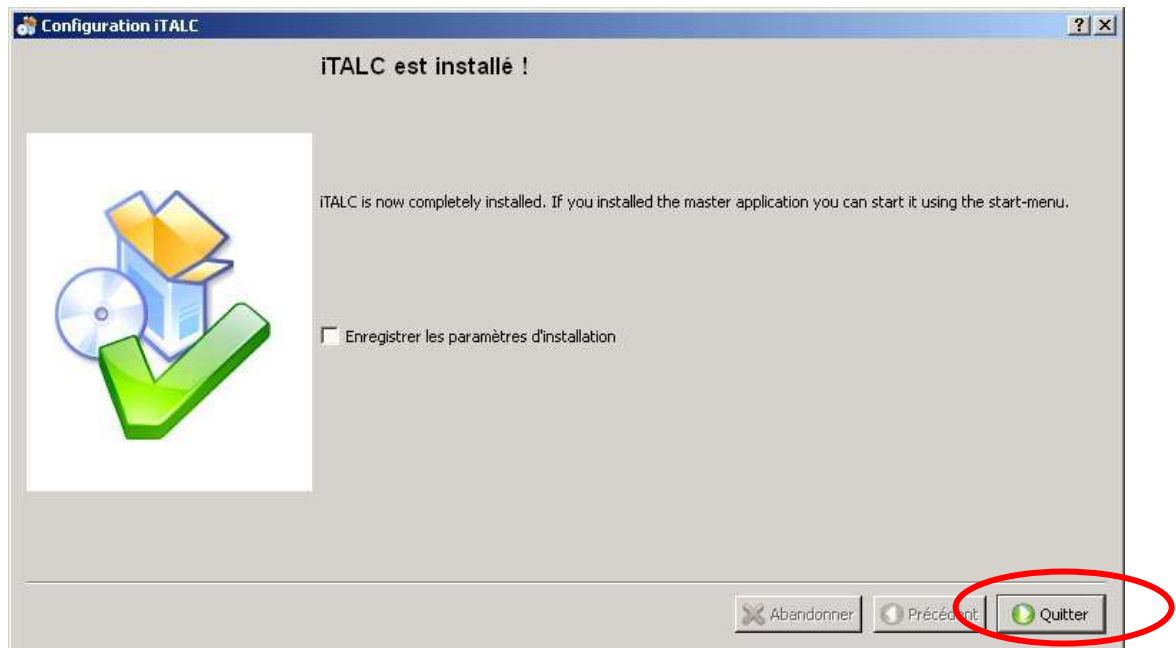 Configuration iTALC
iTALC est installé !
iTALC is now completely installed. If you installed the master application you can start it using the start-menu.
Enregistrer les paramètres d'installation
Abandonner
Précédent
Quitter